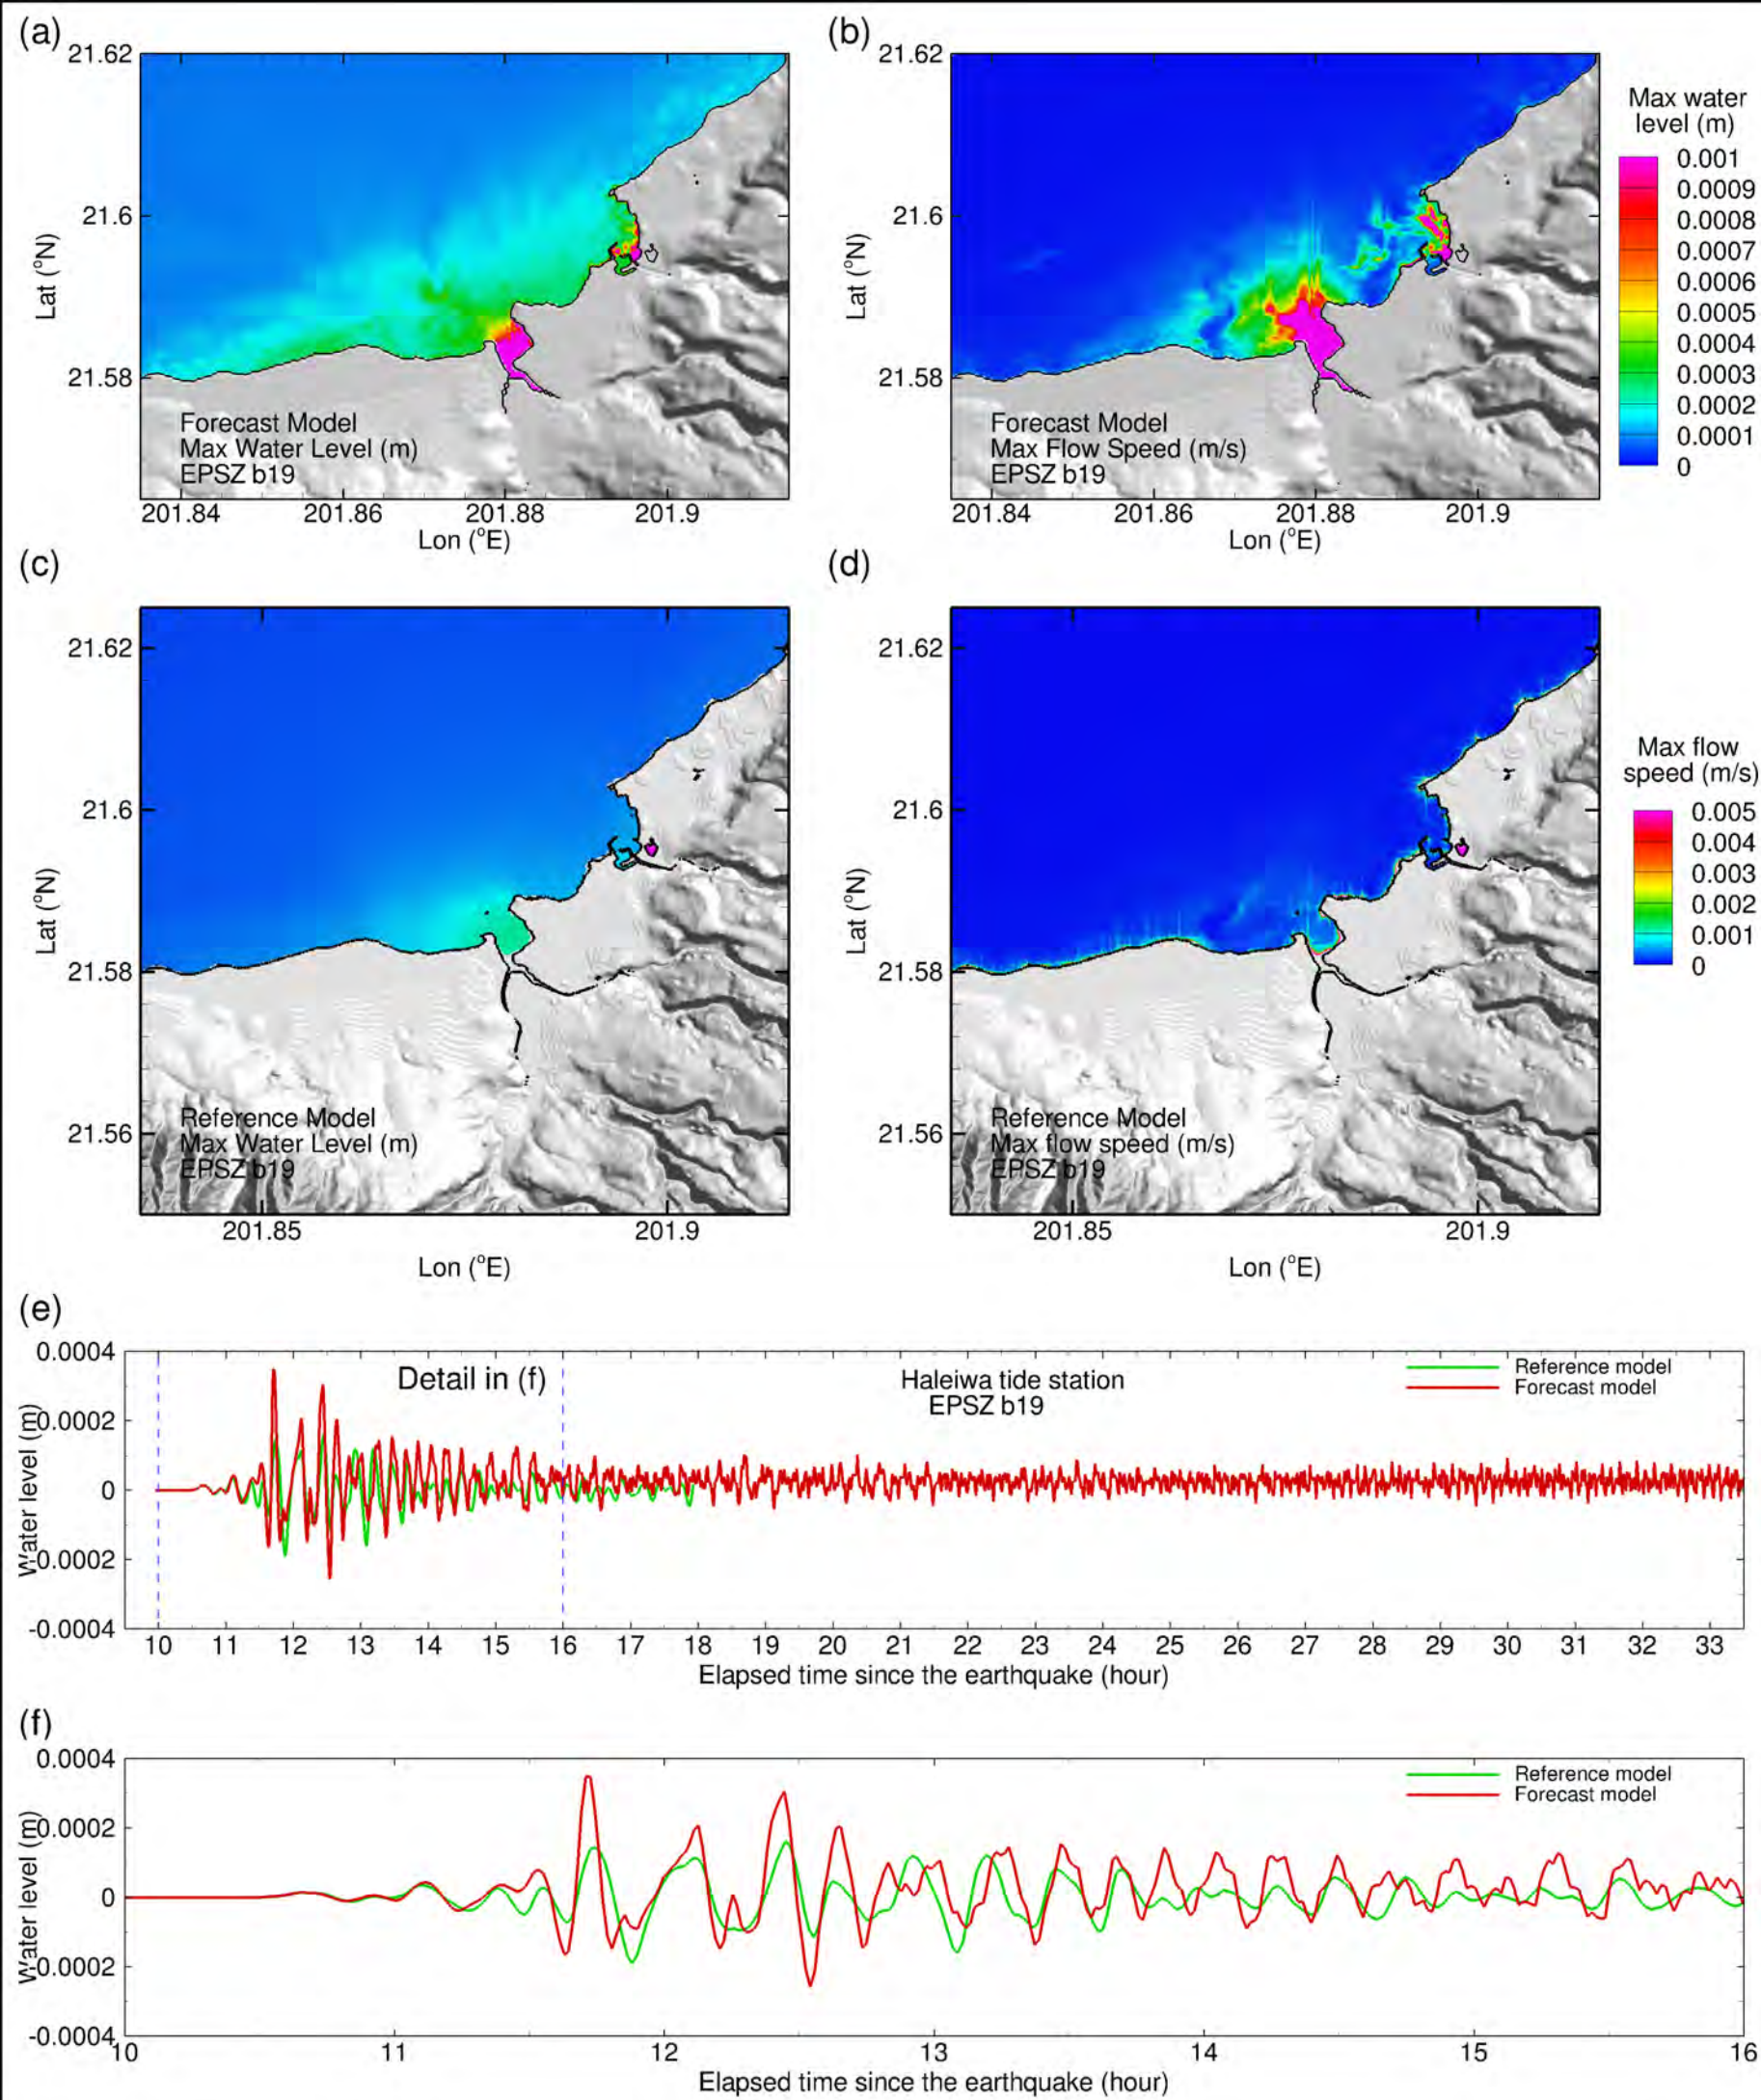 (a)
(b)
21.62
21.6
21.58
Lat (°N)
201.84
201.86
201.88
201.9
Lon (°E)
Forecast Model
Max Water Level (m)
EPSZ b19
21.62
21.6
21.58
Lat (°N)
201.84
201.86
201.88
201.9
Lon (°E)
Forecast Model
Max Flow Speed (m/s)
EPSZ b19
Max water
level (m)
0.001
0.0009
0.0008
0.0007
0.0006
0.0005
0.0004
0.0003
0.0002
0.0001
0
(c)
(d)
21.62
21.6
21.58
21.56
Lat (°N)
201.85
201.9
Lon (°E)
Reference Model
Max Water Level (m)
EPSZ b19
21.62
21.6
21.58
21.56
Lat (°N)
201.85
201.9
Lon (°E)
Reference Model
Max flow speed (m/s)
EPSZ b19
Max flow
speed (m/s)
0.005
0.004
0.003
0.002
0.001
0
(e)
0.0004
0.0002
0
-0.0002
-0.0004
Water level (m)
Detail in (f)
Haleiwa tide station
EPSZ b19
Reference model
Forecast model
10 11 12 13 14 15 16 17 18 19 20 21 22 23 24 25 26 27 28 29 30 31 32 33
Elapsed time since the earthquake (hour)
(f)
0.0004
0.0002
0
-0.0002
-0.0004
Water level (m)
Reference model
Forecast model
10 11 12 13 14 15 16
Elapsed time since the earthquake (hour)